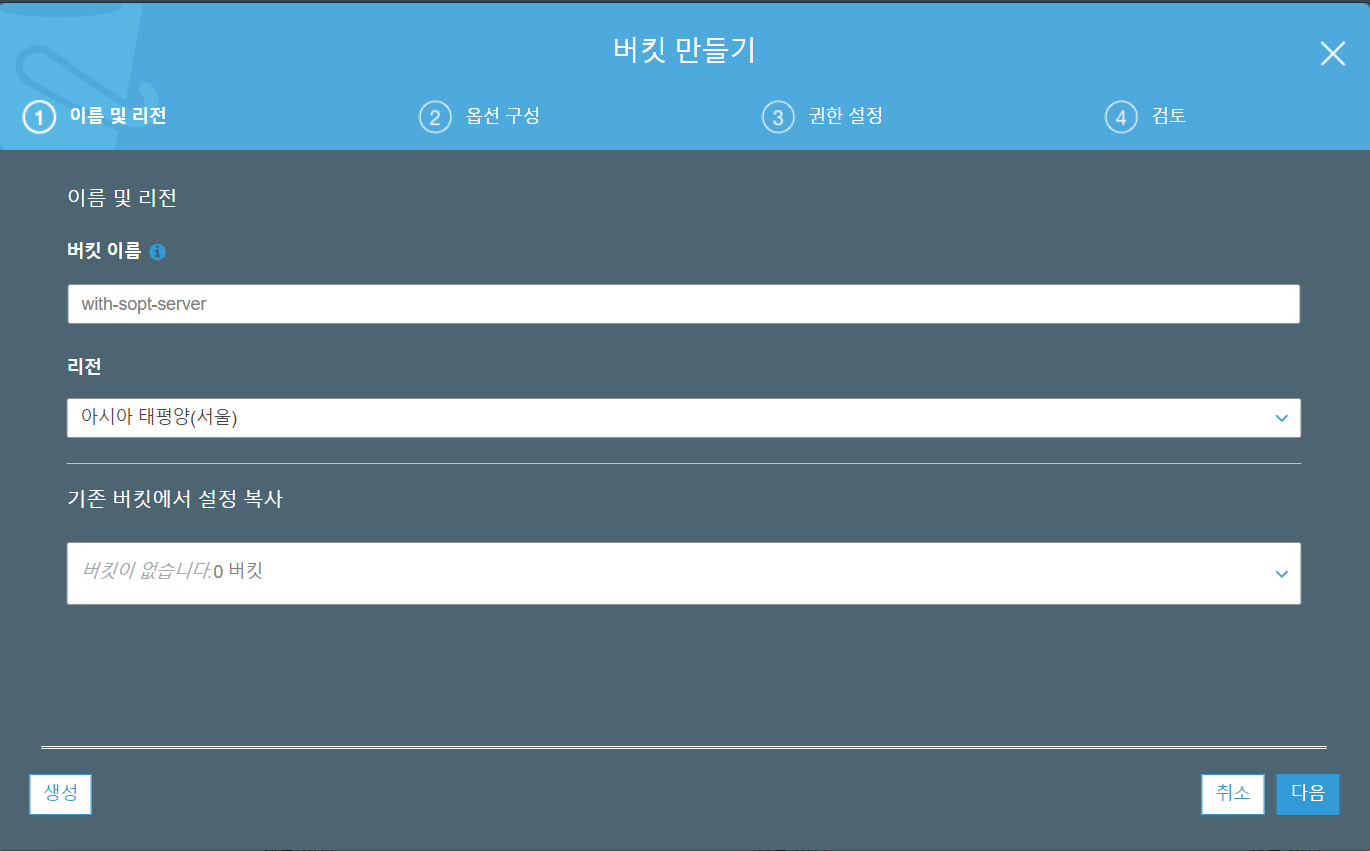 버킷 만들기
1 이름 및 리전
2 옵션 구성
3 권한 설정
4 검토
이름 및 리전
버킷 이름
with-sopt-server
리전
아시아 태평양(서울)
기존 버킷에서 설정 복사
버킷이 없습니다.0 버킷
생성
취소
다음